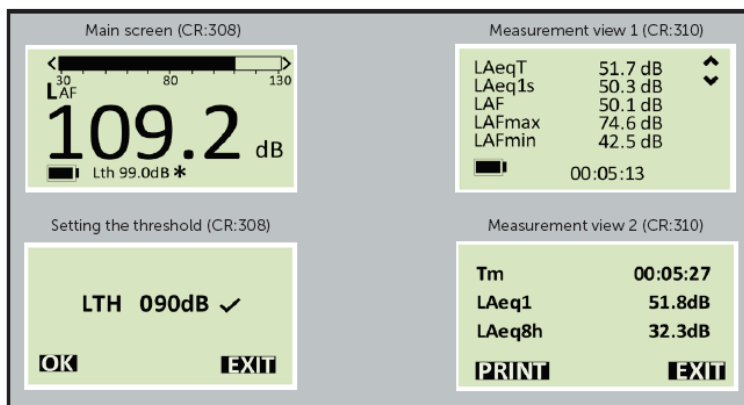 Main screen (CR:308)
30 80 130
LAF
109.2 dB
Lth 99.0dB *
Measurement view 1 (CR:310)
LAeqT 51.7 dB
LAeq1s 50.3 dB
LAF 50.1 dB
LAFmax 74.6 dB
LAFmin 42.5 dB
00:05:13
Setting the threshold (CR:308)
LTH 090dB ✓
OK EXIT
Measurement view 2 (CR:310)
Tm 00:05:27
LAeq1 51.8dB
LAeq8h 32.3dB
PRINT EXIT